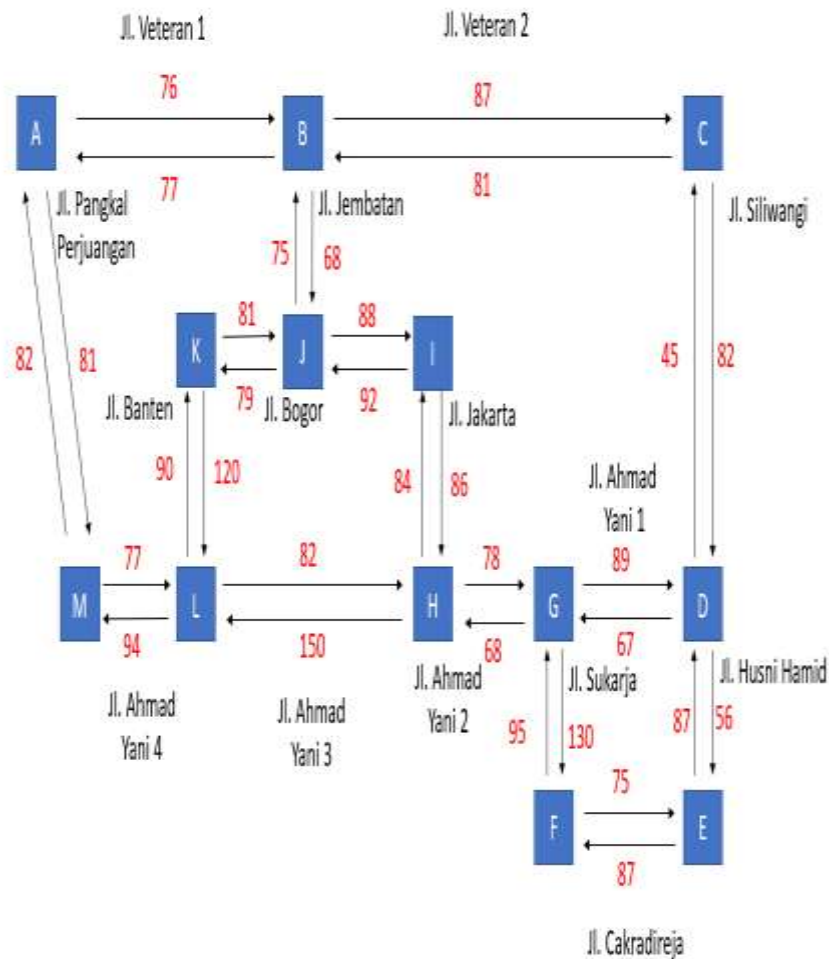 Jl. Veteran 1
Jl. Veteran 2
76
87
A
B
C
77
81
Jl. Pangkal
Perjuangan
Jl. Jembatan
Jl. Siliwangi
75
68
81
88
82
81
K
J
I
45
82
79
92
Jl. Banten
Jl. Bogor
Jl. Jakarta
90
120
84
86
Jl. Ahmad
Yani 1
77
82
78
89
M
L
H
G
D
94
150
68
67
Jl. Ahmad
Yani 4
Jl. Ahmad
Yani 3
Jl. Ahmad
Yani 2
Jl. Sukarja
Jl. Husni Hamid
95
130
87
56
75
F
E
87
Jl. Cakradireja